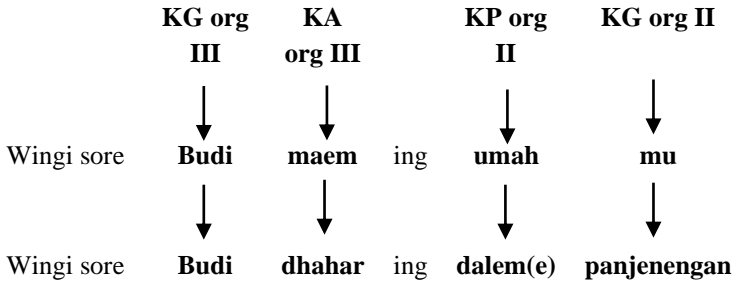 KG org KA KP org KG org II
III org III II
Wingi sore Budi maem ing umah mu
Wingi sore Budi dhahar ing dalem(e) panjenengan